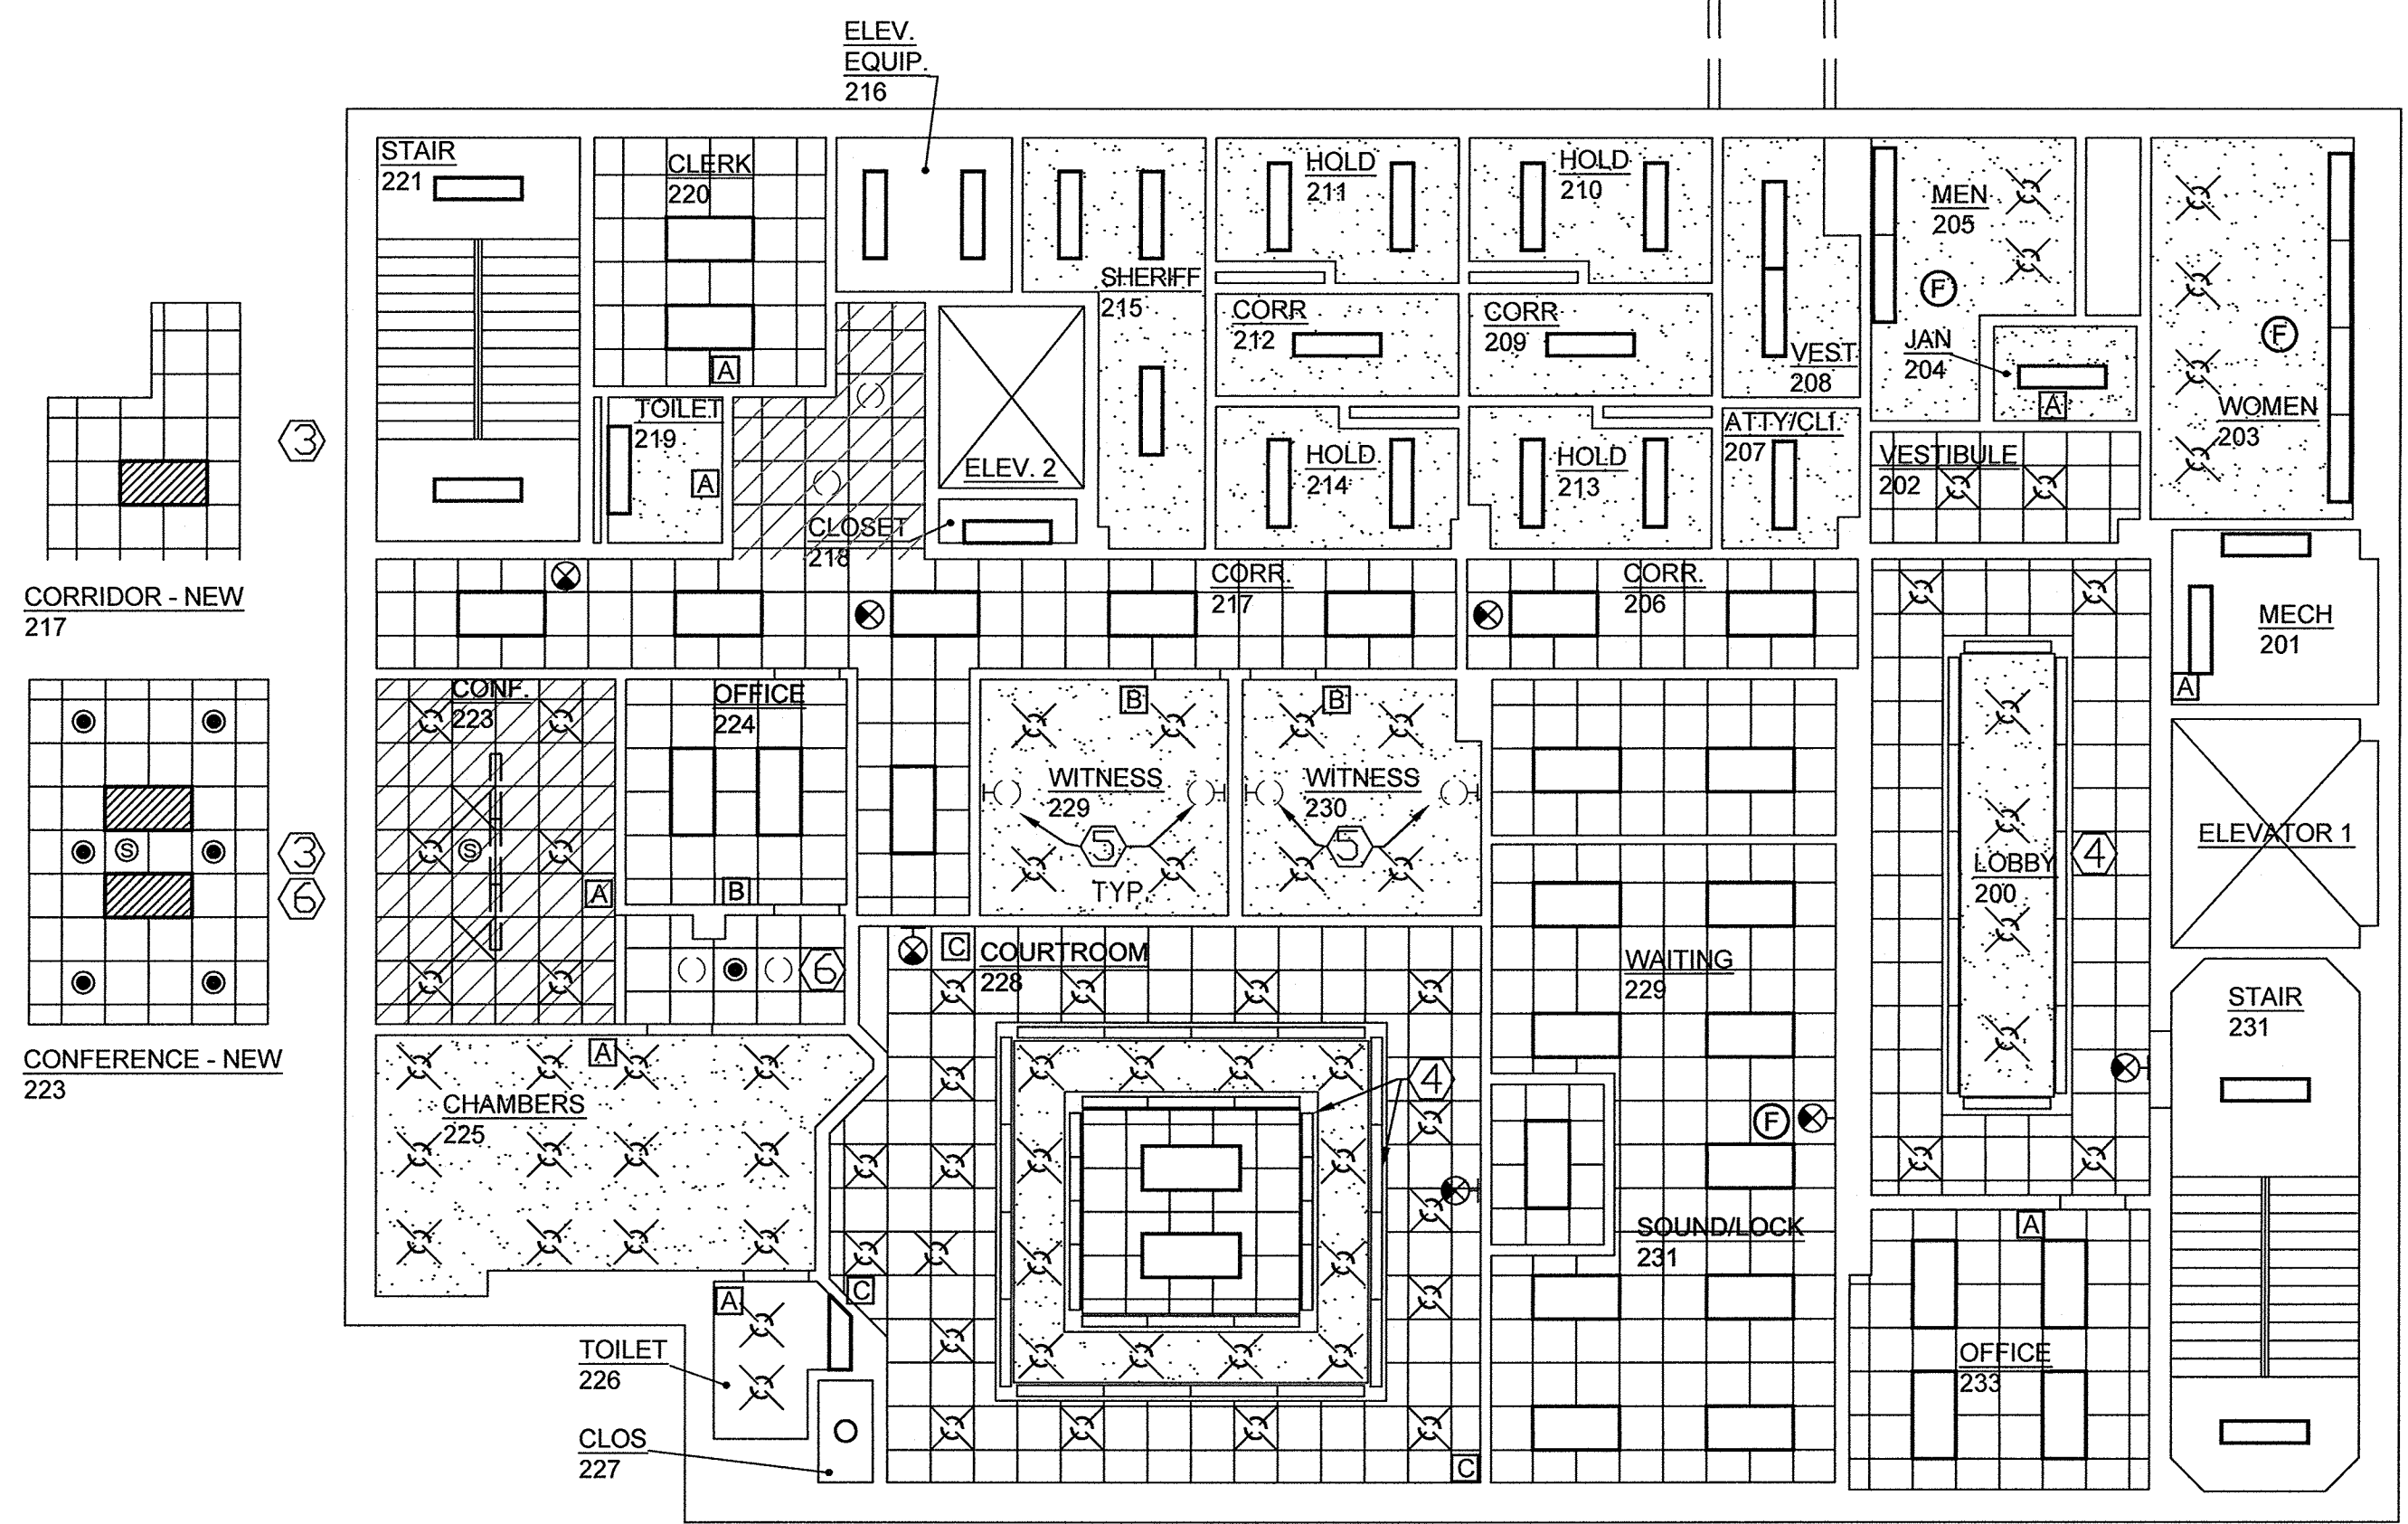 ELEV.
EQUIP.
216
STAIR
221
CLERK
220
A
SHERIFF
215
HOLD
211
HOLD
210
MEN
205
F
JAN
204
A
F
WOMEN
203
CORR
212
CORR
209
VEST
208
TOILET
219
A
ELEV. 2
CLOSET
218
HOLD
214
HOLD
213
ATTY/CLI.
207
VESTIBULE
202
3
CORRIDOR - NEW
217
CORR.
217
CORR.
206
MECH
201
A
CONF.
223
S
A
OFFICE
224
B
B
WITNESS
229
5
TYP.
B
WITNESS
230
5
S
3
6
CONFERENCE - NEW
223
LOBBY
200
4
ELEVATOR 1
6
C
COURTROOM
228
4
C
C
WAITING
229
F
STAIR
231
A
CHAMBERS
225
SOUND/LOCK
231
A
OFFICE
233
A
TOILET
226
CLOS
227